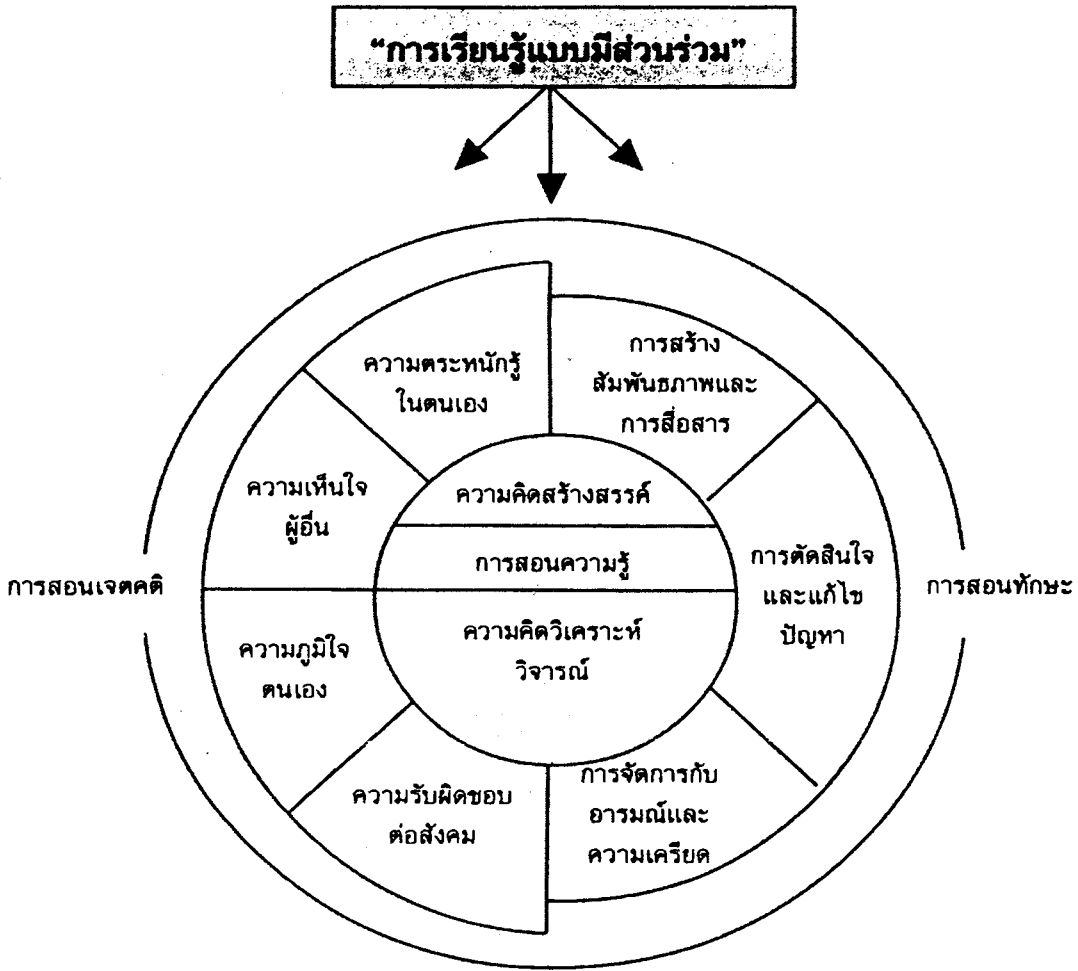 “การเรียนรู้แบบมีส่วนร่วม”
ความตระหนักรู้
ในตนเอง
การสร้าง
สัมพันธภาพและ
การสื่อสาร
ความเห็นใจ
ผู้อื่น
ความคิดสร้างสรรค์
การสอนความรู้
ความคิดวิเคราะห์
วิจารณ์
การตัดสินใจ
และแก้ไข
ปัญหา
การสอนเจตคติ
การสอนทักษะ
ความภูมิใจ
ตนเอง
ความรับผิดชอบ
ต่อสังคม
การจัดการกับ
อารมณ์และ
ความเครียด